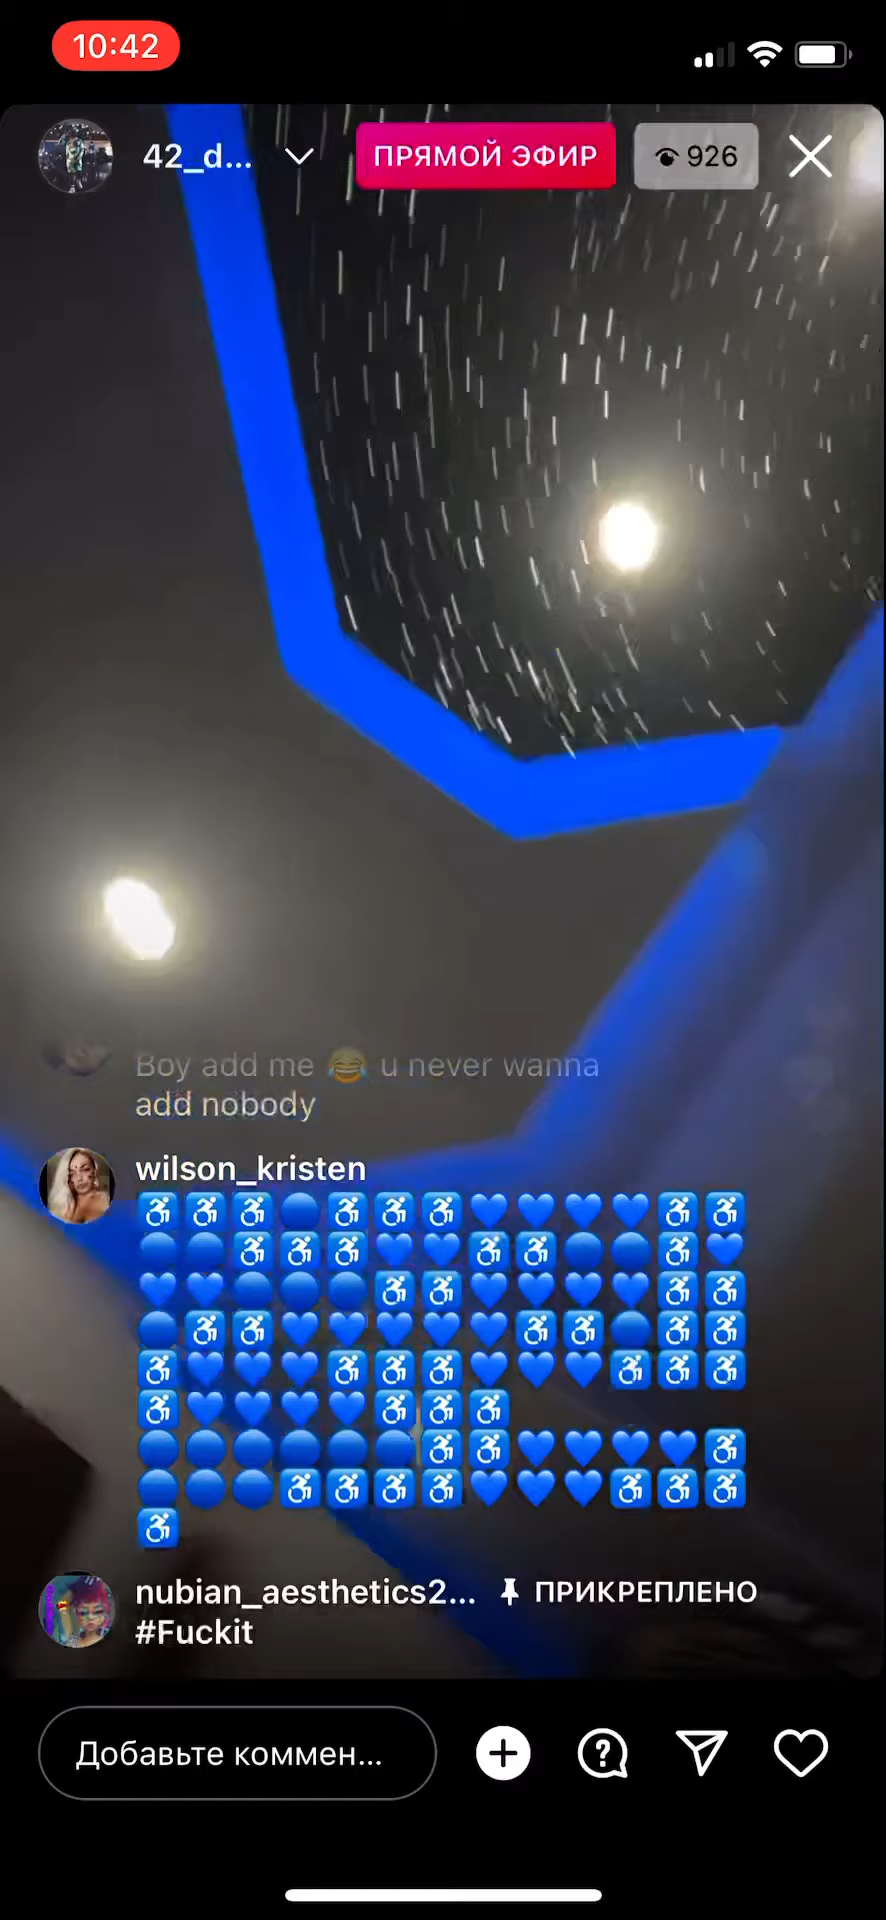 10:42
42_d...
ПРЯМОЙ ЭФИР
926
Boy add me 😂 u never wanna
add nobody
wilson_kristen
♿♿♿🔵♿♿♿💙💙💙💙♿♿
🔵🔵♿♿♿💙💙♿♿🔵🔵♿💙
💙💙🔵🔵🔵♿♿💙💙💙💙♿♿
🔵♿♿💙💙💙💙💙♿♿🔵♿♿
♿💙💙💙♿♿♿💙💙💙♿♿♿
♿💙💙💙💙♿♿♿
🔵🔵🔵🔵🔵🔵♿♿💙💙💙💙♿
🔵🔵🔵♿♿♿♿💙💙💙♿♿♿
♿
nubian_aesthetics2... ПРИКРЕПЛЕНО
#Fuckit
Добавьте коммен...